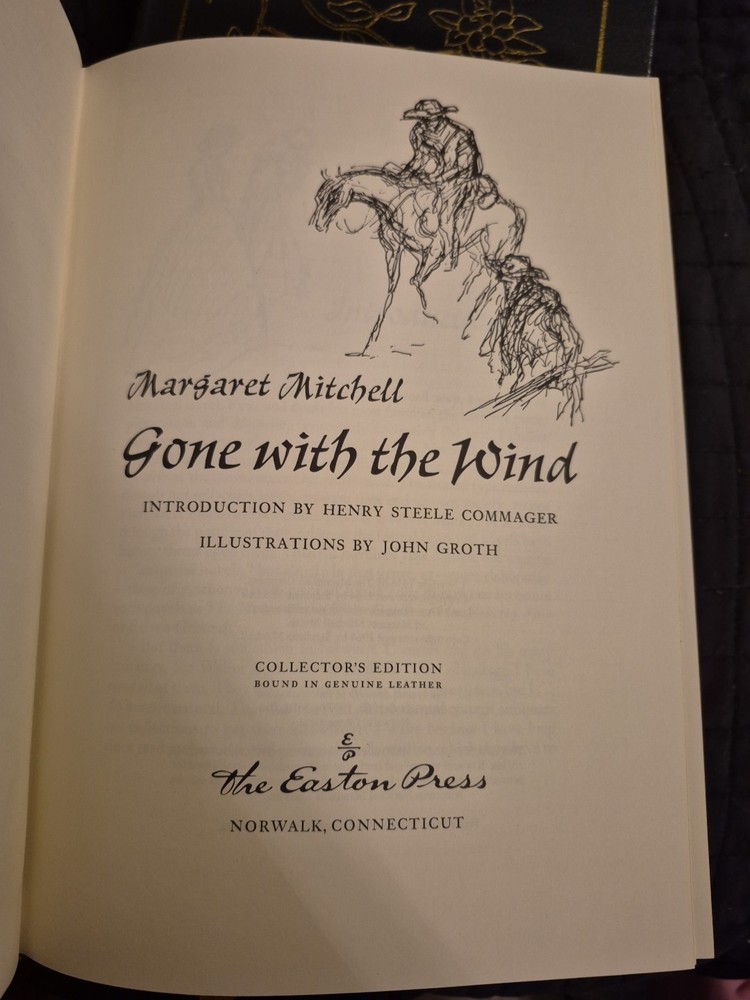 Margaret Mitchell
Gone with the Wind
INTRODUCTION BY HENRY STEELE COMMAGER
ILLUSTRATIONS BY JOHN GROTH
COLLECTOR'S EDITION
BOUND IN GENUINE LEATHER
E
P
The Easton Press
NORWALK, CONNECTICUT